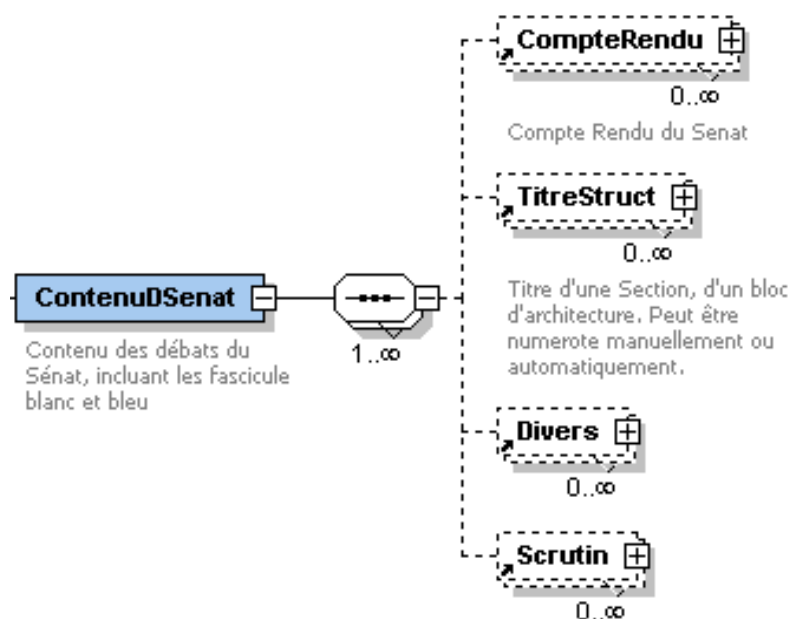 CompteRendu
0..∞
Compte Rendu du Senat
TitreStruct
0..∞
Titre d'une Section, d'un bloc
d'architecture. Peut être
numerote manuellement ou
automatiquement.
ContenuDSenat
1..∞
Contenu des débats du
Sénat, incluant les fascicule
blanc et bleu
Divers
0..∞
Scrutin
0..∞